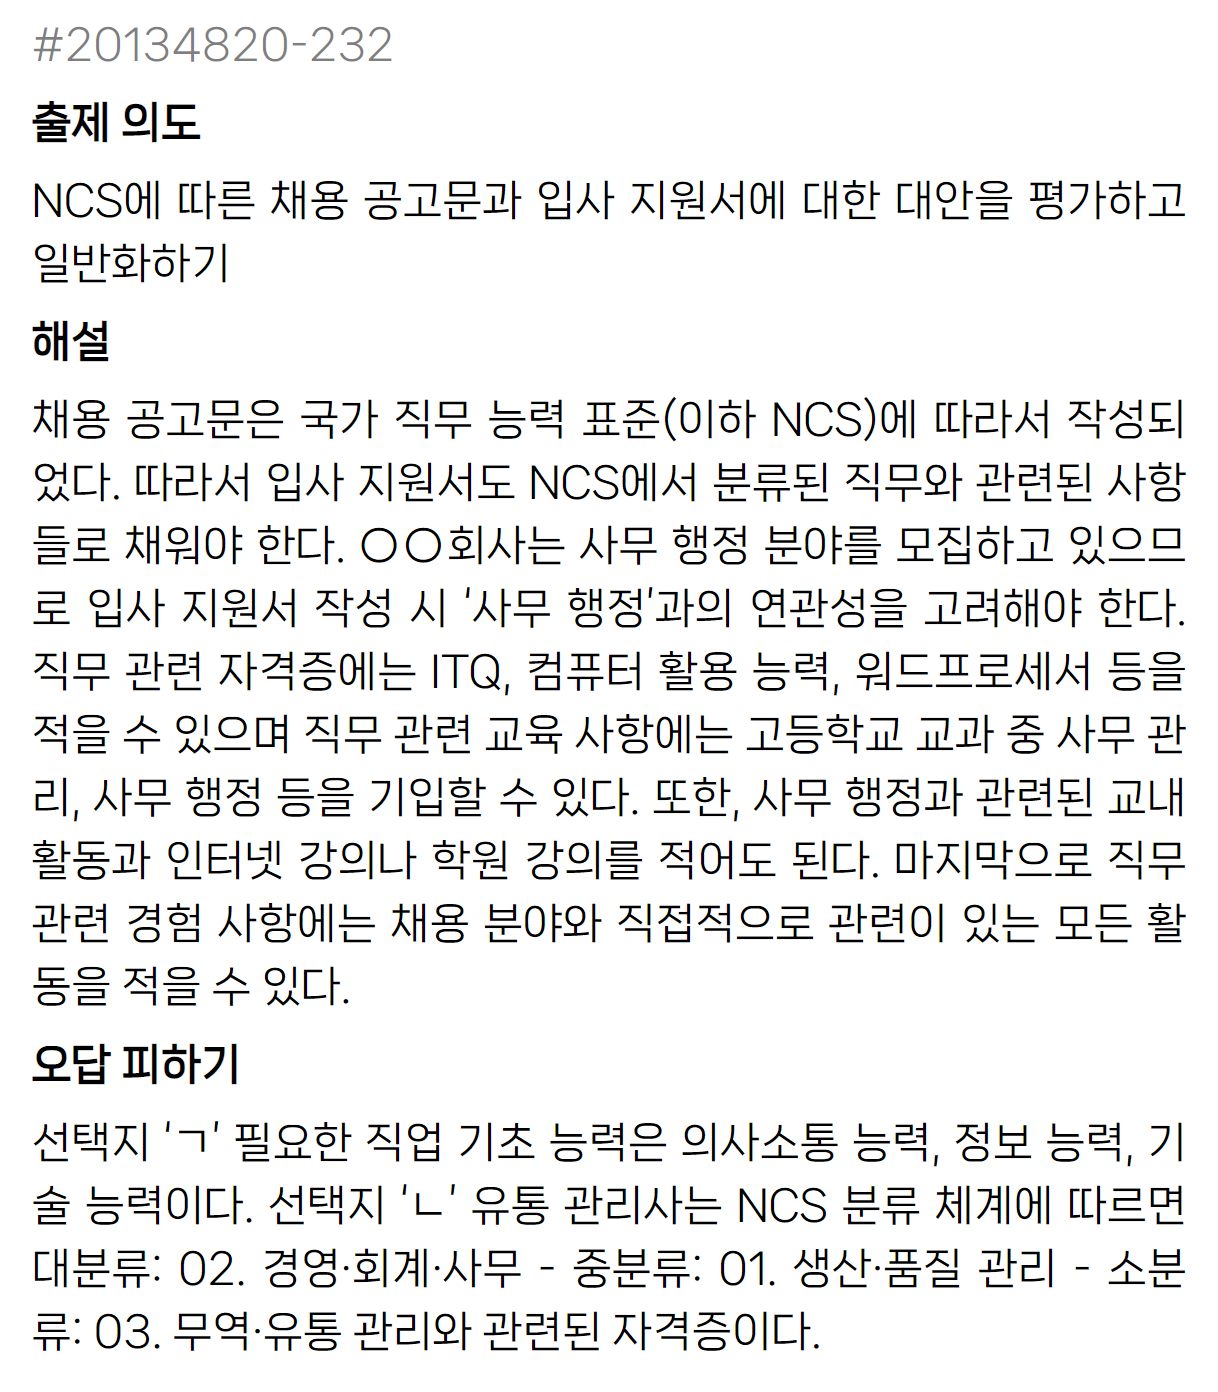 #20134820-232
출제 의도
NCS에 따른 채용 공고문과 입사 지원서에 대한 대안을 평가하고
일반화하기
해설
채용 공고문은 국가 직무 능력 표준(이하 NCS)에 따라서 작성되
었다. 따라서 입사 지원서도 NCS에서 분류된 직무와 관련된 사항
들로 채워야 한다. ○○회사는 사무 행정 분야를 모집하고 있으므
로 입사 지원서 작성 시 '사무 행정'과의 연관성을 고려해야 한다.
직무 관련 자격증에는 ITQ, 컴퓨터 활용 능력, 워드프로세서 등을
적을 수 있으며 직무 관련 교육 사항에는 고등학교 교과 중 사무 관
리, 사무 행정 등을 기입할 수 있다. 또한, 사무 행정과 관련된 교내
활동과 인터넷 강의나 학원 강의를 적어도 된다. 마지막으로 직무
관련 경험 사항에는 채용 분야와 직접적으로 관련이 있는 모든 활
동을 적을 수 있다.
오답 피하기
선택지 'ㄱ' 필요한 직업 기초 능력은 의사소통 능력, 정보 능력, 기
술 능력이다. 선택지 'ㄴ' 유통 관리사는 NCS 분류 체계에 따르면
대분류: 02. 경영·회계·사무 - 중분류: 01. 생산·품질 관리 - 소분
류: 03. 무역·유통 관리와 관련된 자격증이다.